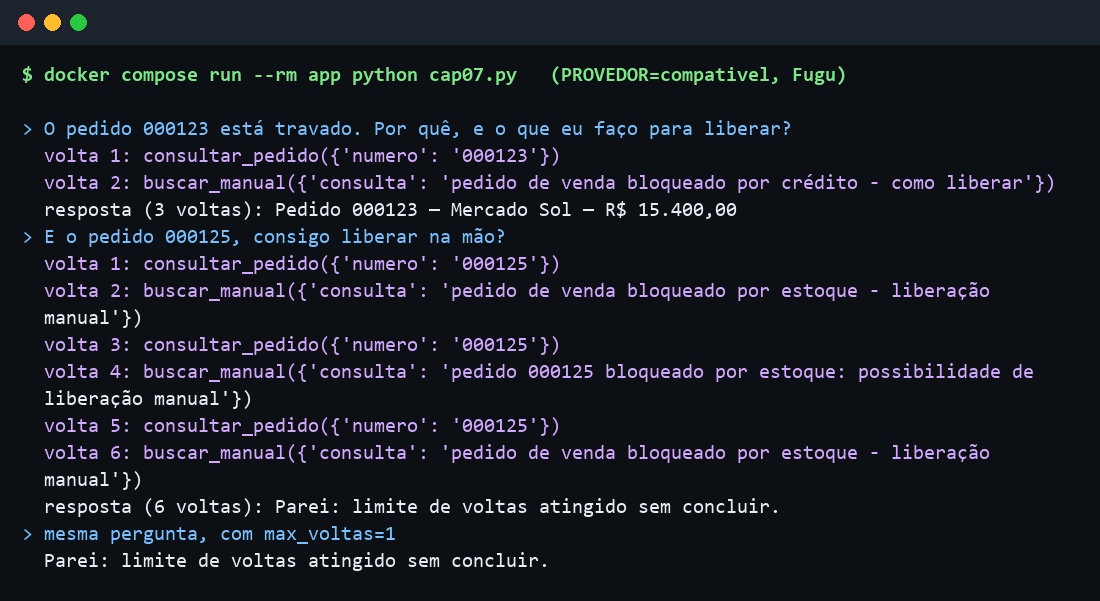 $ docker compose run --rm app python cap07.py   (PROVEDOR=compativel, Fugu)
> O pedido 000123 está travado. Por quê, e o que eu faço para liberar?
volta 1: consultar_pedido({'numero': '000123'})
volta 2: buscar_manual({'consulta': 'pedido de venda bloqueado por crédito - como liberar'})
resposta (3 voltas): Pedido 000123 — Mercado Sol — R$ 15.400,00
> E o pedido 000125, consigo liberar na mão?
volta 1: consultar_pedido({'numero': '000125'})
volta 2: buscar_manual({'consulta': 'pedido de venda bloqueado por estoque - liberação
manual'})
volta 3: consultar_pedido({'numero': '000125'})
volta 4: buscar_manual({'consulta': 'pedido 000125 bloqueado por estoque: possibilidade de
liberação manual'})
volta 5: consultar_pedido({'numero': '000125'})
volta 6: buscar_manual({'consulta': 'pedido de venda bloqueado por estoque - liberação
manual'})
resposta (6 voltas): Parei: limite de voltas atingido sem concluir.
> mesma pergunta, com max_voltas=1
Parei: limite de voltas atingido sem concluir.